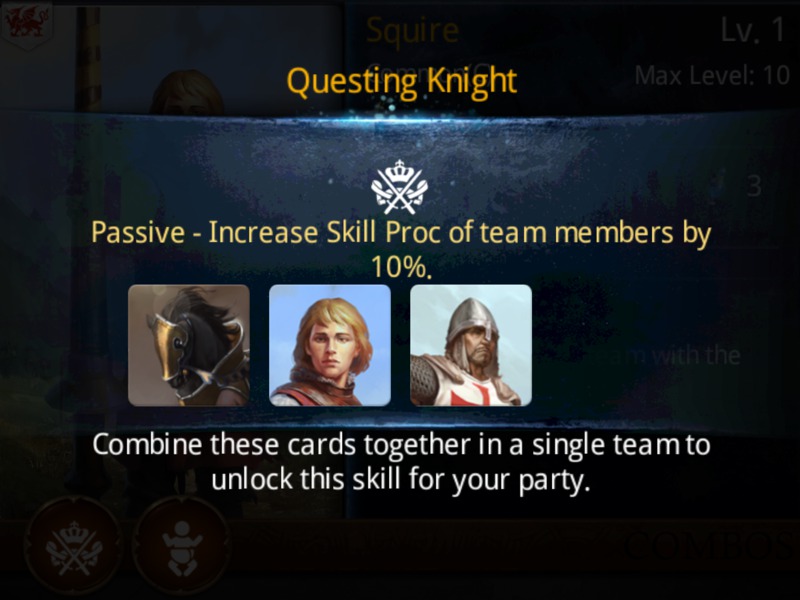 Squire
Lv. 1
Questing Knight
Max Level: 10
3
Passive - Increase Skill Proc of team members by
10%.
with the
Combine these cards together in a single team to
unlock this skill for your party.
COMBOS